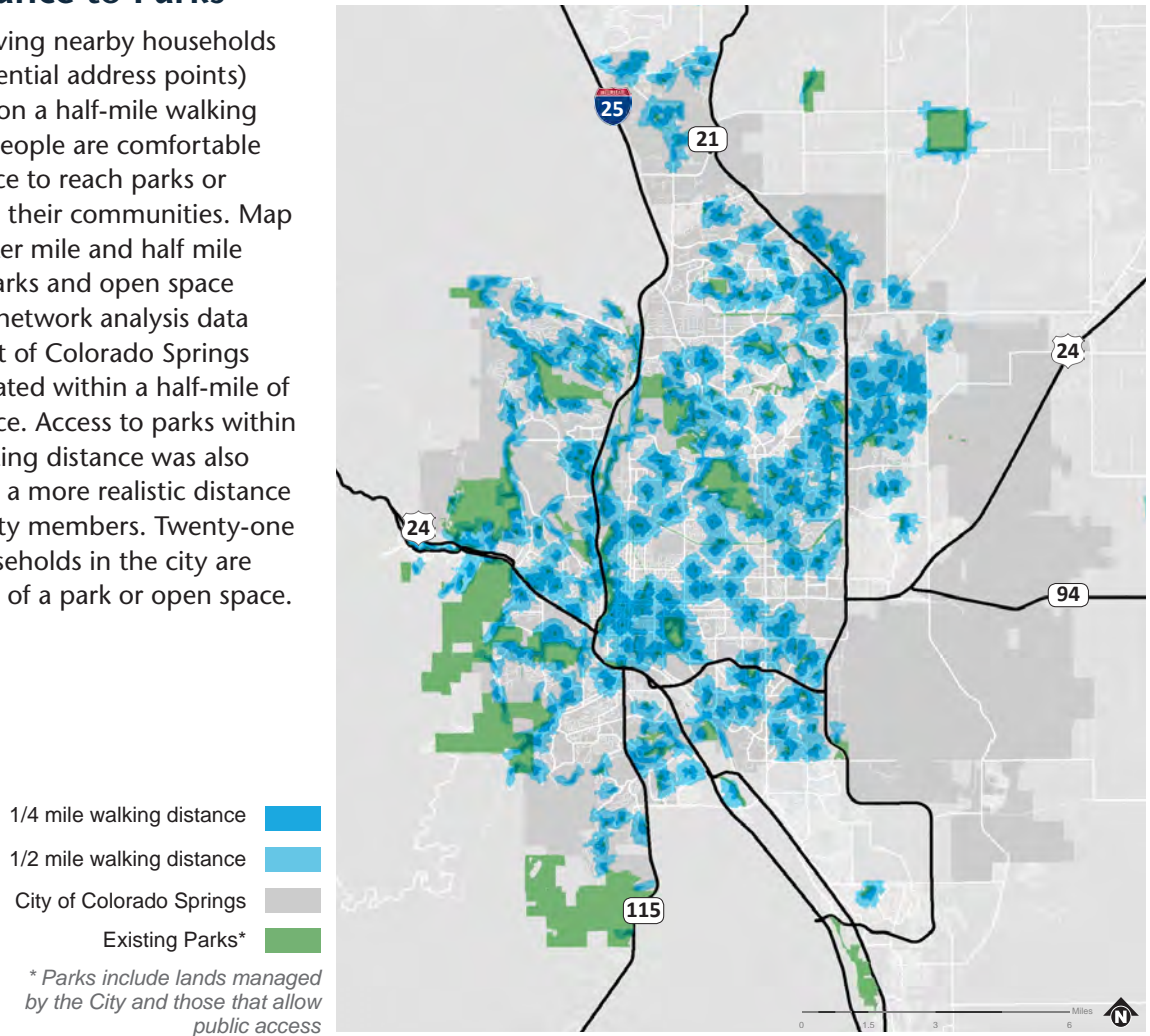 ance to Parks
ving nearby households
ential address points)
on a half-mile walking
eople are comfortable
ce to reach parks or
their communities. Map
er mile and half mile
arks and open space
network analysis data
t of Colorado Springs
ated within a half-mile of
ce. Access to parks within
ing distance was also
a more realistic distance
ty members. Twenty-one
seholds in the city are
of a park or open space.
1/4 mile walking distance
1/2 mile walking distance
City of Colorado Springs
Existing Parks*
* Parks include lands managed
by the City and those that allow
public access
25
21
24
24
94
115
Miles
0 1.5 3 6
N